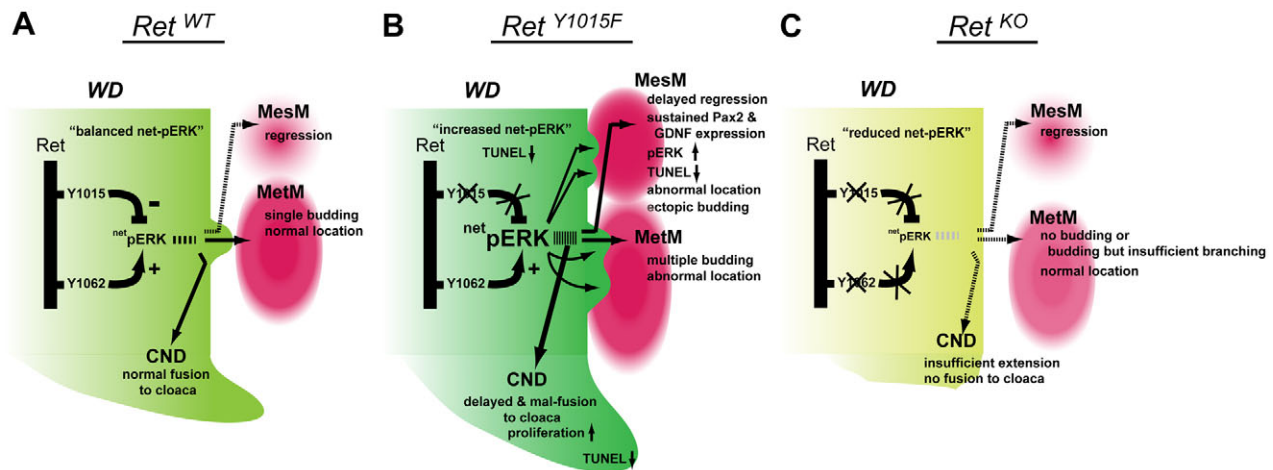 A
Ret WT
WD
"balanced net-pERK"
Ret
Y1015
−
net pERK
+
Y1062
CND
normal fusion
to cloaca
MesM
regression
MetM
single budding
normal location
B
Ret Y1015F
WD
"increased net-pERK"
TUNEL
Y1015
net pERK
+
Y1062
CND
delayed & mal-fusion
to cloaca
proliferation
TUNEL
MesM
delayed regression
sustained Pax2 &
GDNF expression
pERK
TUNEL
abnormal location
ectopic budding
MetM
multiple budding
abnormal location
C
Ret KO
WD
"reduced net-pERK"
Ret
Y1015
net pERK
Y1062
CND
insufficient extension
no fusion to cloaca
MesM
regression
MetM
no budding or
budding but insufficient branching
normal location